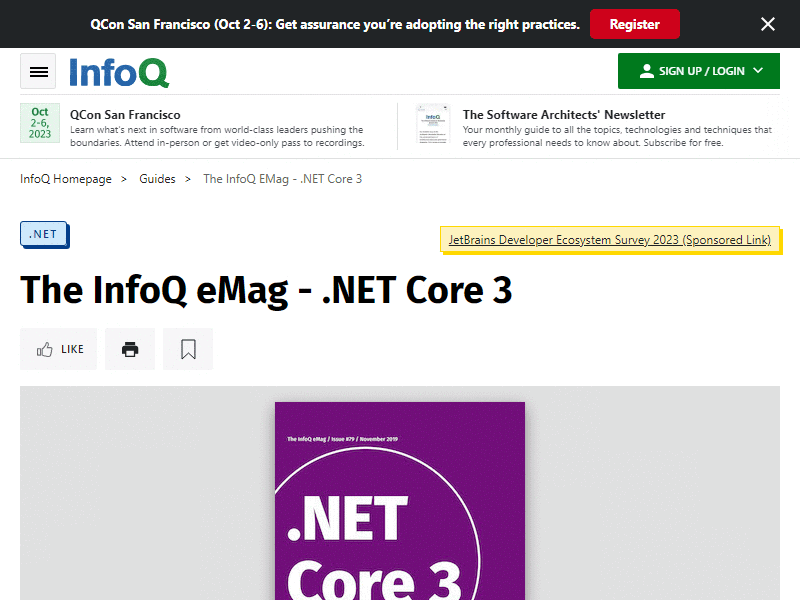 QCon San Francisco (Oct 2-6): Get assurance you’re adopting the right practices. Register
InfoQ
SIGN UP / LOGIN
Oct
2-6,
2023
QCon San Francisco
Learn what's next in software from world-class leaders pushing the
boundaries. Attend in-person or get video-only pass to recordings.
InfoQ
The Software Architects' Newsletter
Your monthly guide to all the topics, technologies and techniques that
every professional needs to know about. Subscribe for free.
InfoQ Homepage > Guides > The InfoQ EMag - .NET Core 3
.NET
JetBrains Developer Ecosystem Survey 2023 (Sponsored Link)
The InfoQ eMag - .NET Core 3
LIKE
The InfoQ eMag / Issue #79 / November 2019
.NET
Core 3